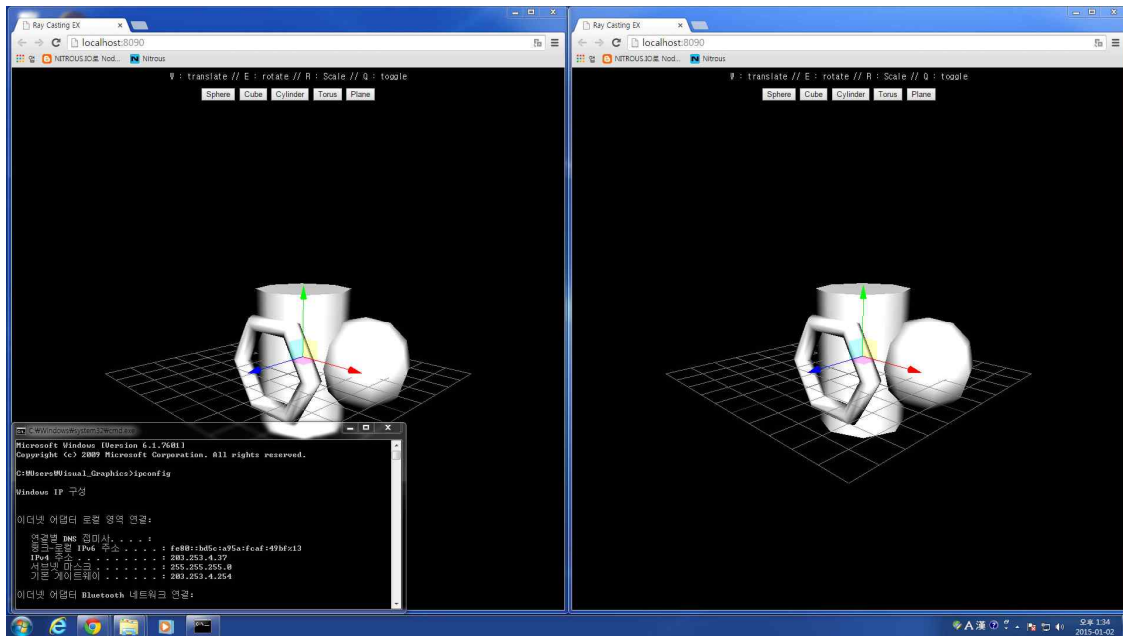 Ray Casting EX
localhost:8090
앱 NITROUS.IO로 Nod... Nitrous
W : translate // E : rotate // R : Scale // Q : toggle
Sphere Cube Cylinder Torus Plane
C:₩Windows₩system32₩cmd.exe
Microsoft Windows [Version 6.1.7601]
Copyright (c) 2009 Microsoft Corporation. All rights reserved.
C:₩Users₩Visual_Graphics>ipconfig
Windows IP 구성
이더넷 어댑터 로컬 영역 연결:
연결별 DNS 접미사. . . . :
링크-로컬 IPv6 주소 . . . . : fe80::bd5c:a95a:fcaf:49bf%13
IPv4 주소 . . . . . . . . . : 203.253.4.37
서브넷 마스크 . . . . . . . : 255.255.255.0
기본 게이트웨이 . . . . . . : 203.253.4.254
이더넷 어댑터 Bluetooth 네트워크 연결:
Ray Casting EX
localhost:8090
앱 NITROUS.IO로 Nod... Nitrous
W : translate // E : rotate // R : Scale // Q : toggle
Sphere Cube Cylinder Torus Plane
A 漢
오후 1:34
2015-01-02